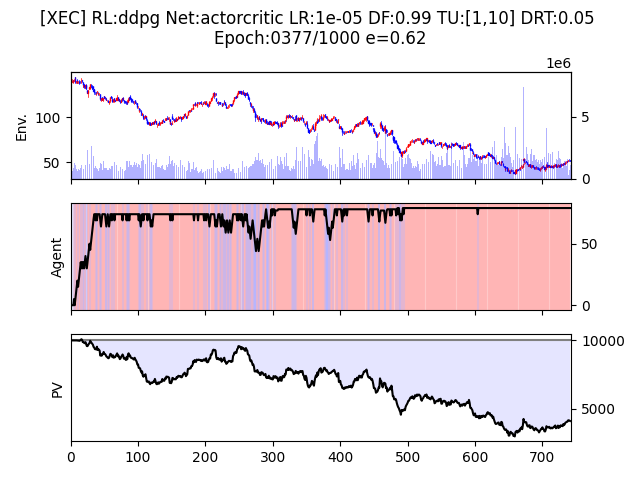 [XEC] RL:ddpg Net:actorcritic LR:1e-05 DF:0.99 TU:[1,10] DRT:0.05
Epoch:0377/1000 e=0.62
1e6
Env.
100
50
5
0
Agent
50
0
PV
10000
5000
0 100 200 300 400 500 600 700